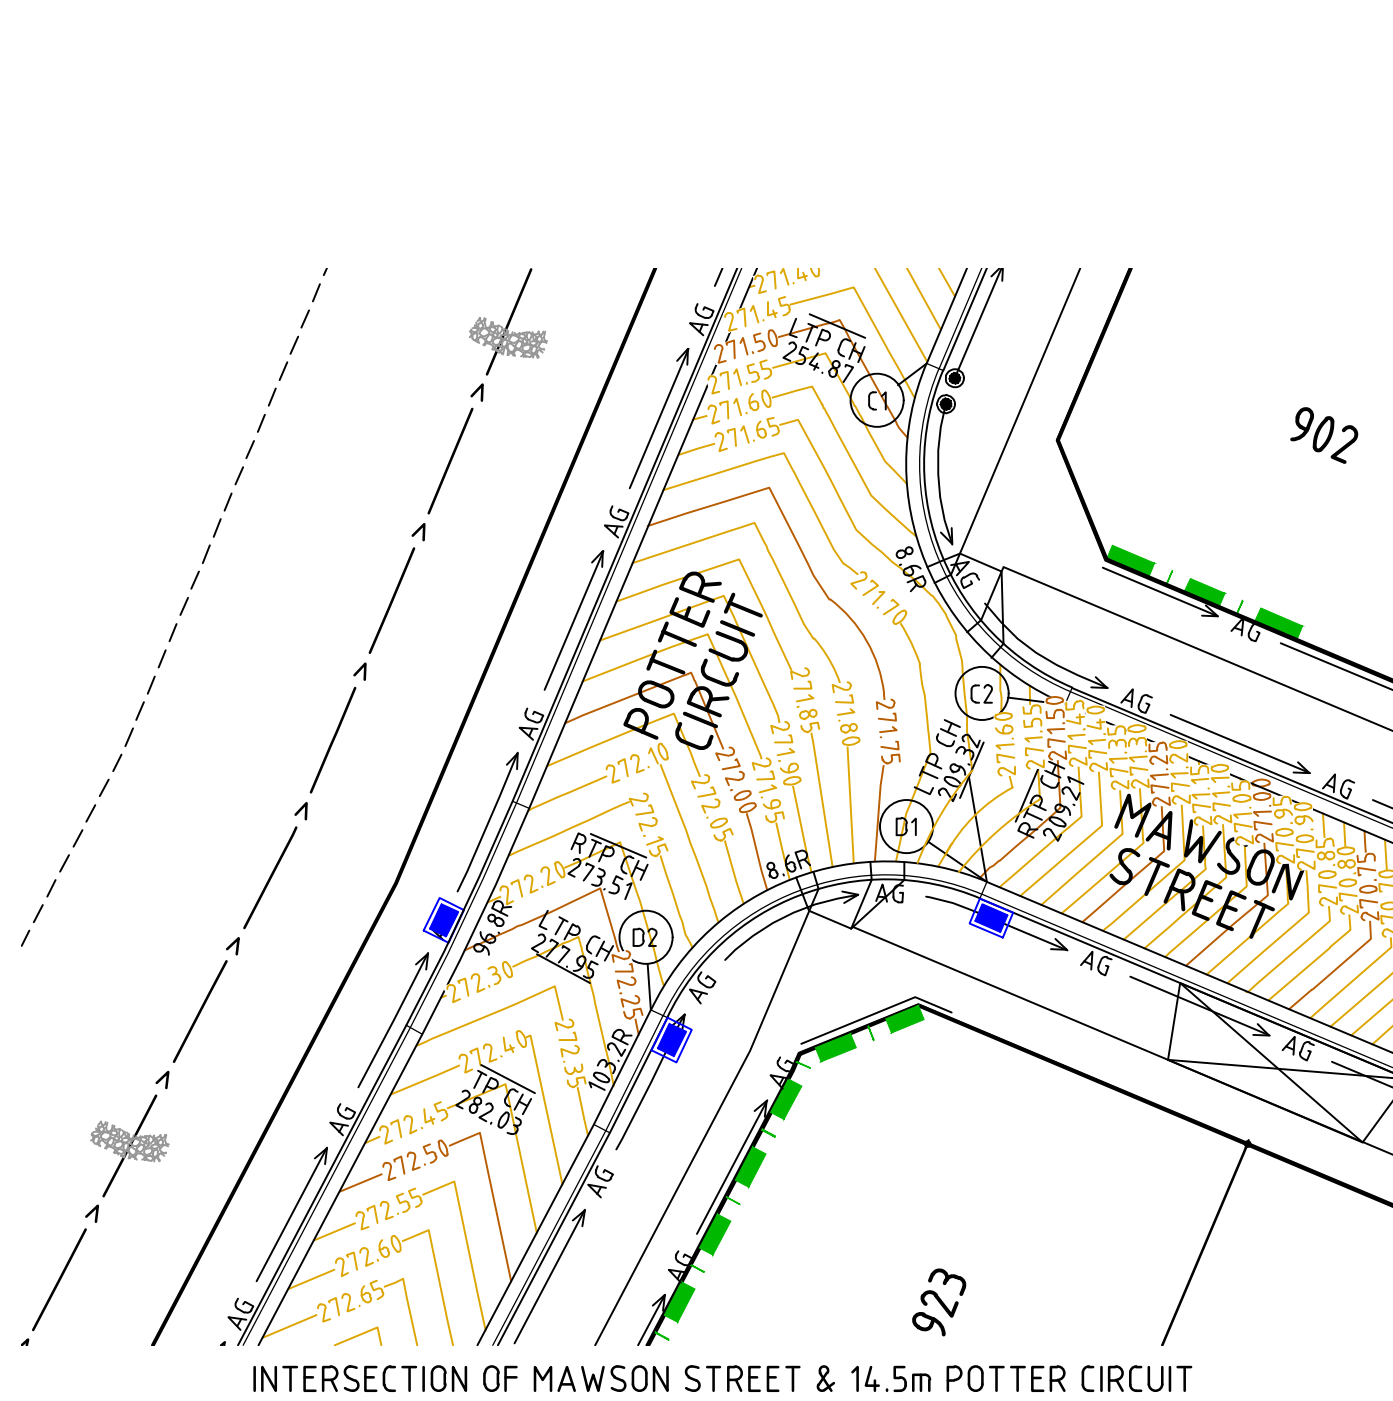 271.40
271.45
271.50
271.55
271.60
271.65
LTP CH
254.87
C1
902
AG
AG
8.6R
AG
271.70
AG
POTTER
CIRCUIT
C2
AG
AG
AG
271.85
271.80
271.75
271.90
271.95
272.00
272.05
272.10
272.15
LTP CH
209.32
271.60
271.55
271.50
271.45
271.40
271.35
271.30
271.25
271.20
271.15
271.10
271.05
271.00
270.95
270.90
270.85
270.80
270.75
270.70
RTP CH
209.21
MAWSON
STREET
D1
8.6R
AG
RTP CH
273.51
272.20
96.8R
LTP CH
277.95
D2
272.25
272.30
AG
AG
AG
272.35
272.40
103.2R
TP CH
282.03
AG
272.45
AG
272.50
AG
272.55
272.60
272.65
AG
AG
923
INTERSECTION OF MAWSON STREET & 14.5m POTTER CIRCUIT